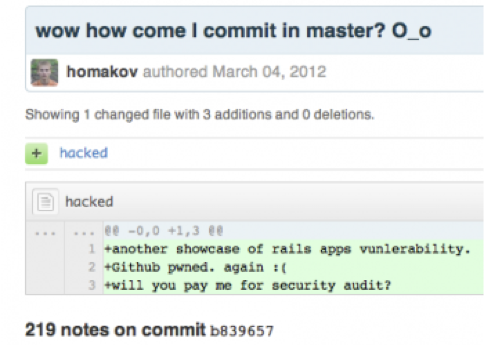 wow how come I commit in master? O_o
homakov authored March 04, 2012
Showing 1 changed file with 3 additions and 0 deletions.
+ hacked
hacked
... ... @@ -0,0 +1,3 @@
1 +another showcase of rails apps vunlerability.
2 +Github pwned. again :(
3 +will you pay me for security audit?
219 notes on commit b839657